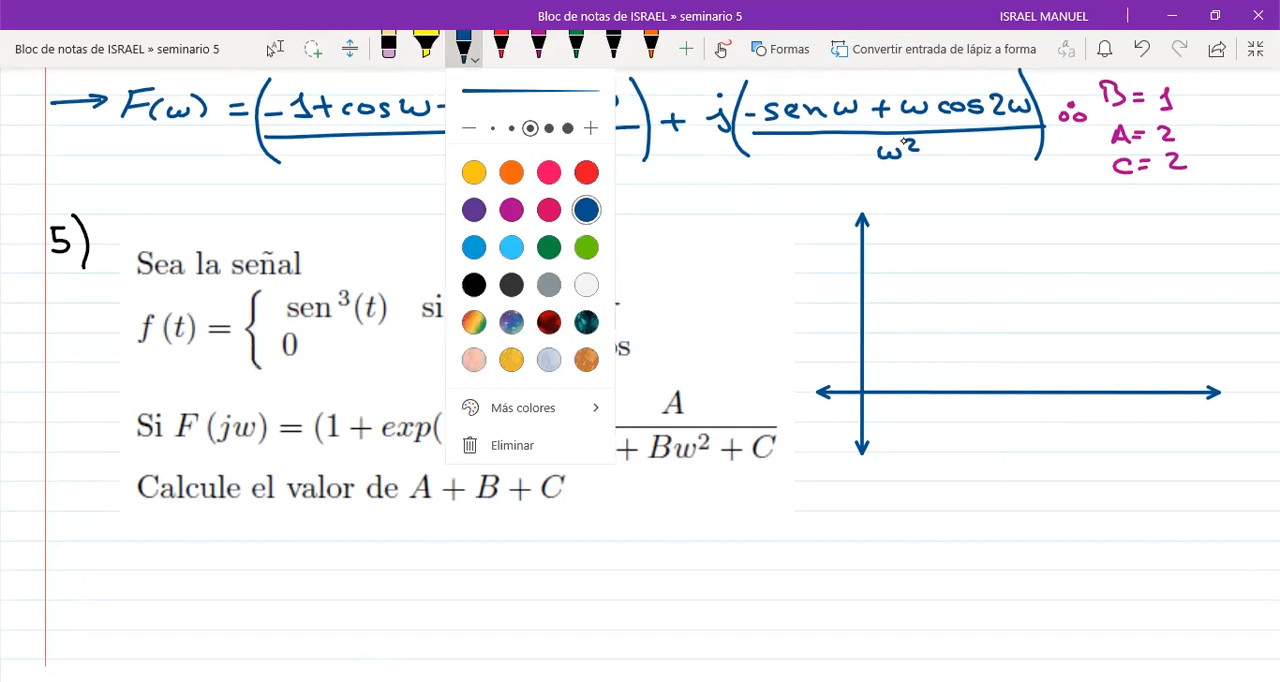 Bloc de notas de ISRAEL » seminario 5
ISRAEL MANUEL
Bloc de notas de ISRAEL » seminario 5
Formas
Convertir entrada de lápiz a forma
→ F(ω) = (-1 + cosω - ) + j(-senω + ω cos2ω / ω²) ∴ B = 1
A = 2
C = 2
5)
Sea la señal
f (t) = { sen³(t) si
0 os
Si F (jw) = (1 + exp( A / + Bw² + C
Calcule el valor de A + B + C
Más colores
Eliminar